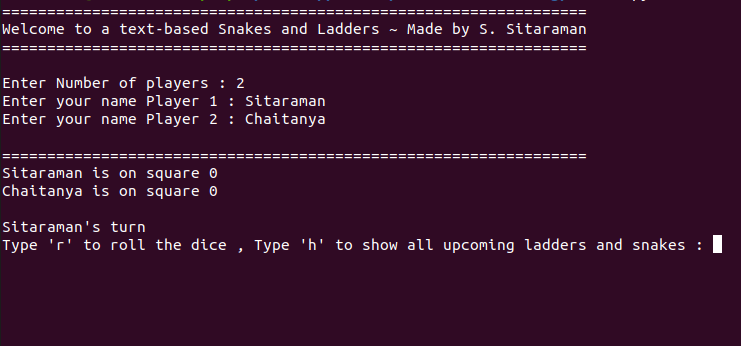 =================================================================
Welcome to a text-based Snakes and Ladders ~ Made by S. Sitaraman
=================================================================
Enter Number of players : 2
Enter your name Player 1 : Sitaraman
Enter your name Player 2 : Chaitanya
=================================================================
Sitaraman is on square 0
Chaitanya is on square 0
Sitaraman's turn
Type 'r' to roll the dice , Type 'h' to show all upcoming ladders and snakes :